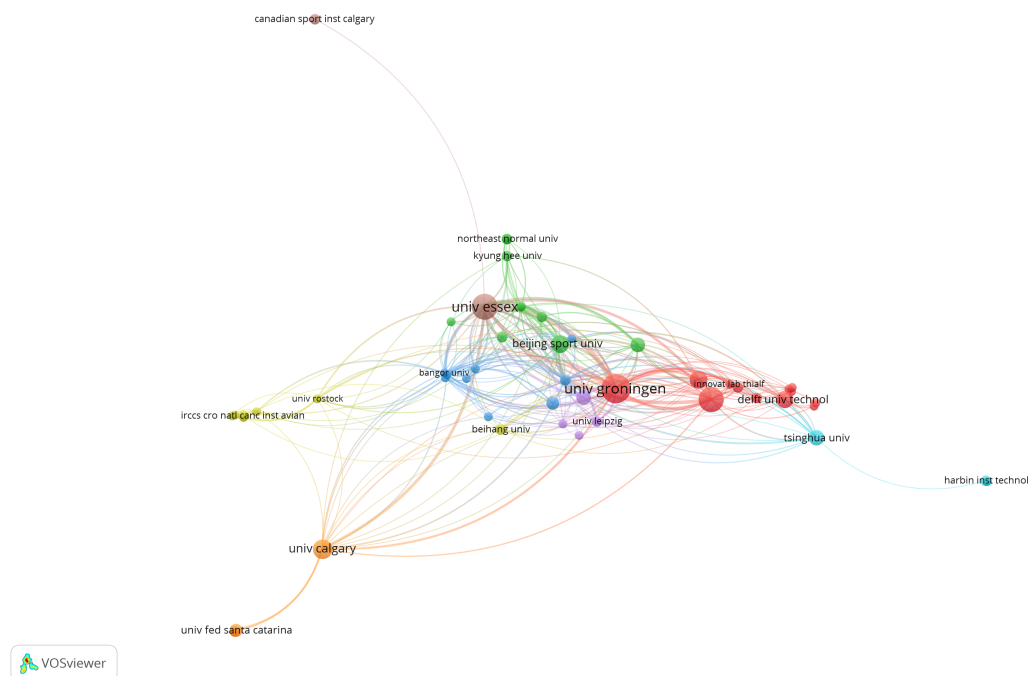 canadian sport inst calgary
northeast normal univ
kyung hee univ
univ essex
beijing sport univ
bangor univ
innovat lab thialf
univ groningen
univ rostock
delft univ technol
irccs cro natl canc inst avian
univ leipzig
beihang univ
tsinghua univ
harbin inst technol
univ calgary
univ fed santa catarina
VOSviewer